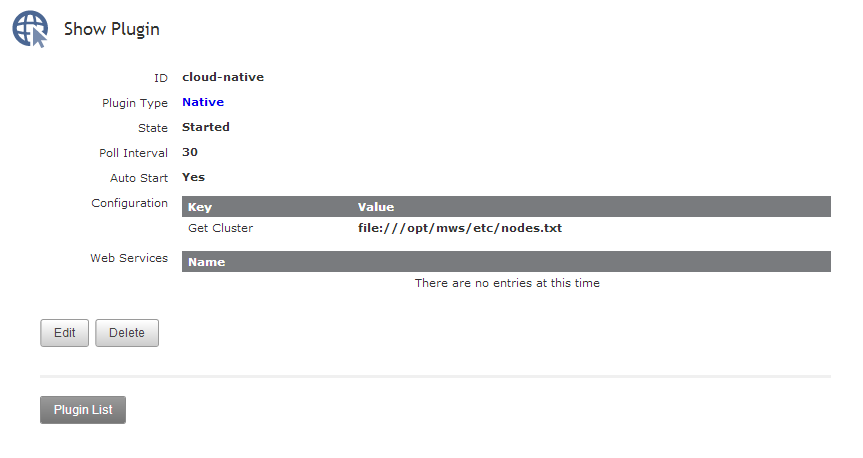 Show Plugin
ID cloud-native
Plugin Type Native
State Started
Poll Interval 30
Auto Start Yes
Configuration Key Value
Get Cluster file:///opt/mws/etc/nodes.txt
Web Services Name
There are no entries at this time
Edit Delete
Plugin List